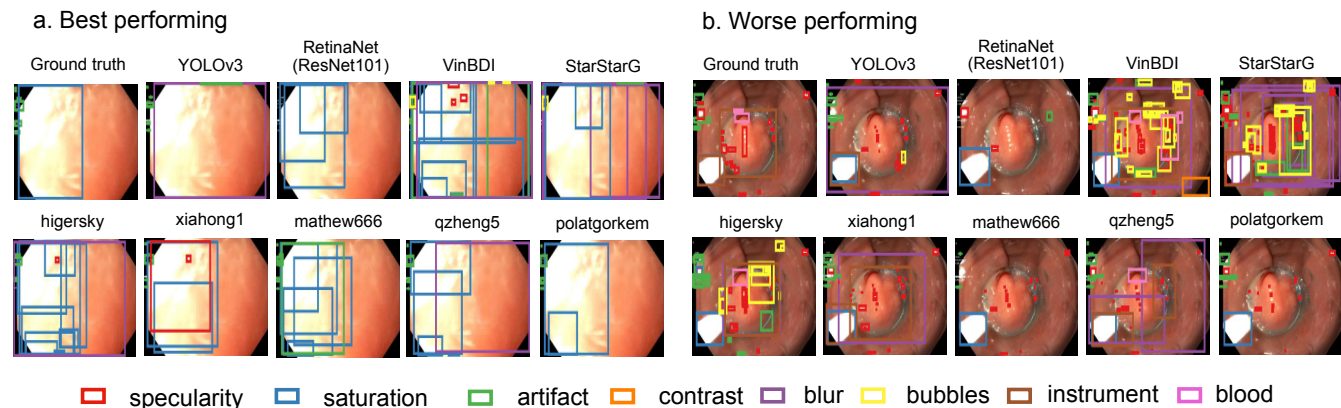 a. Best performing
b. Worse performing
Ground truth
YOLOv3
RetinaNet
(ResNet101)
VinBDI
StarStarG
Ground truth
YOLOv3
RetinaNet
(ResNet101)
VinBDI
StarStarG
higersky
xiahong1
mathew666
qzheng5
polatgorkem
higersky
xiahong1
mathew666
qzheng5
polatgorkem
specularity
saturation
artifact
contrast
blur
bubbles
instrument
blood